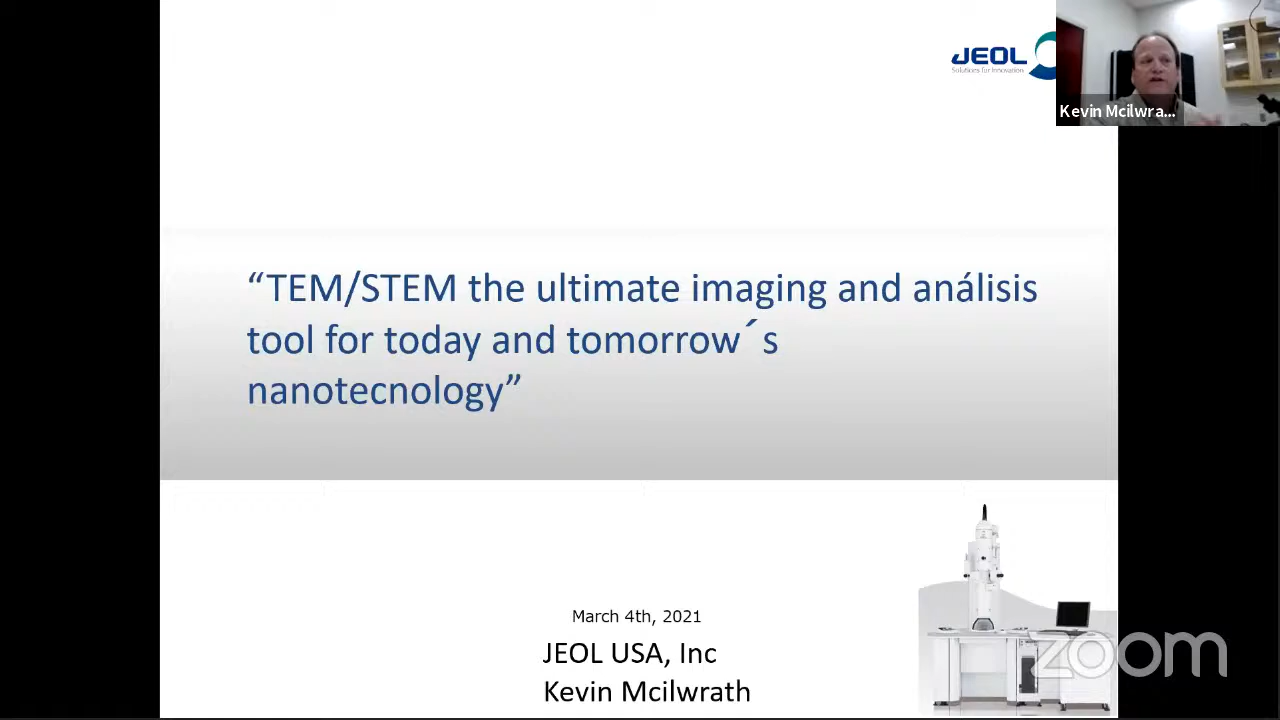 JEOL
Solutions for Innovation
Kevin Mcilwra...
“TEM/STEM the ultimate imaging and análisis
tool for today and tomorrow´s
nanotecnology”
March 4th, 2021
JEOL USA, Inc
Kevin Mcilwrath
zoom